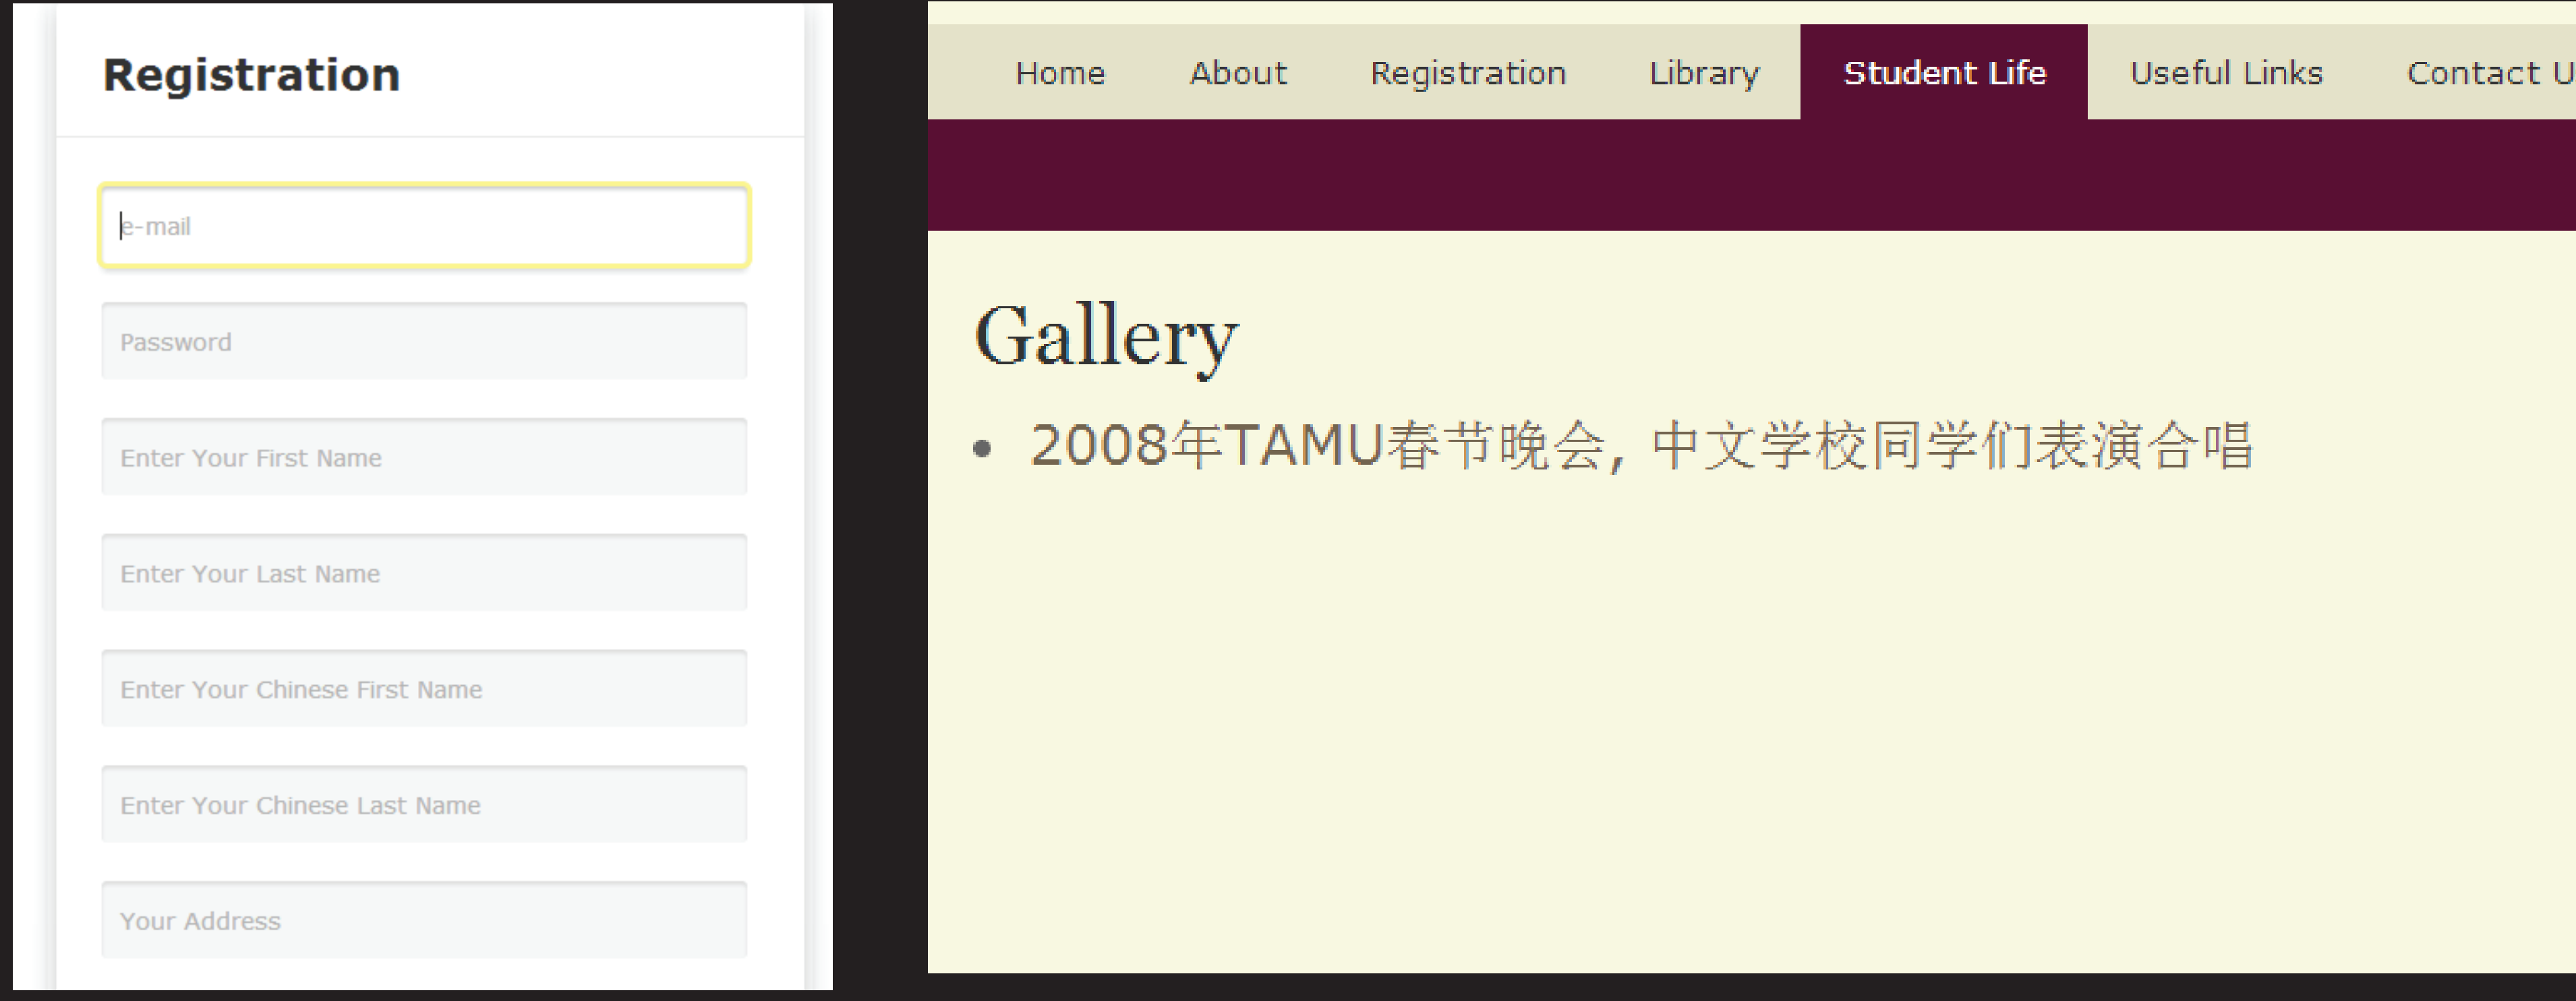 Registration
e-mail
Password
Enter Your First Name
Enter Your Last Name
Enter Your Chinese First Name
Enter Your Chinese Last Name
Your Address
Home About Registration Library Student Life Useful Links Contact U
Gallery
• 2008年TAMU春节晚会, 中文学校同学们表演合唱